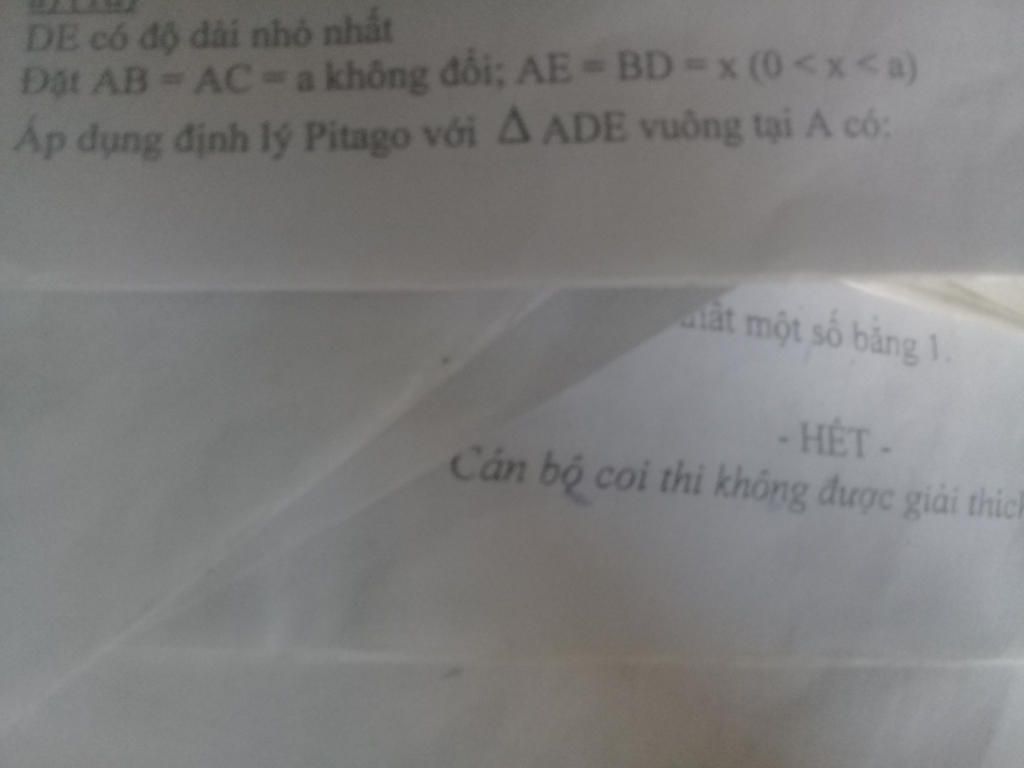 DE có độ dài nhỏ nhất
Đặt AB = AC = a không đổi; AE = BD = x (0 < x < a)
Áp dụng định lý Pitago với Δ ADE vuông tại A có:
một số bằng 1.
- HẾT -
Cán bộ coi thi không được giải thích